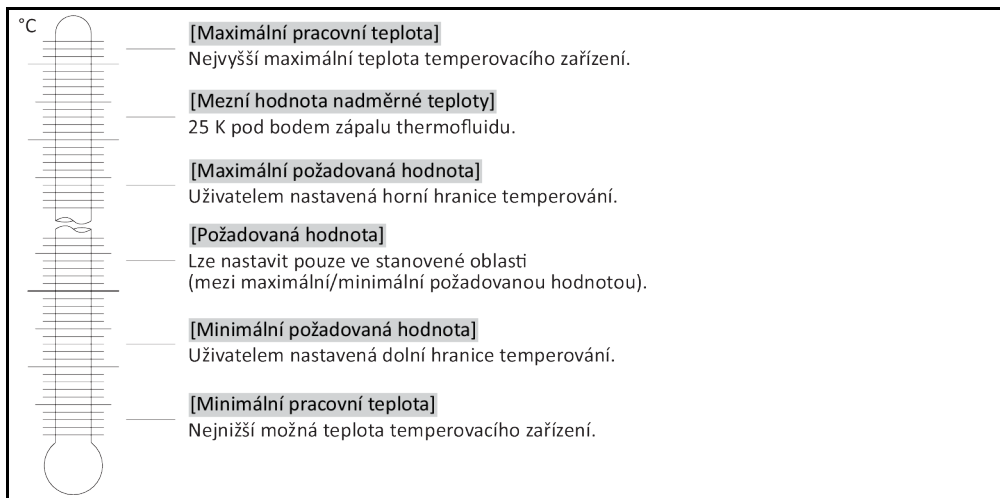 °C
[Maximální pracovní teplota]
Nejvyšší maximální teplota temperovacího zařízení.
[Mezní hodnota nadměrné teploty]
25 K pod bodem zápalu thermofluidu.
[Maximální požadovaná hodnota]
Uživatelem nastavená horní hranice temperování.
[Požadovaná hodnota]
Lze nastavit pouze ve stanovené oblasti
(mezi maximální/minimální požadovanou hodnotou).
[Minimální požadovaná hodnota]
Uživatelem nastavená dolní hranice temperování.
[Minimální pracovní teplota]
Nejnižší možná teplota temperovacího zařízení.